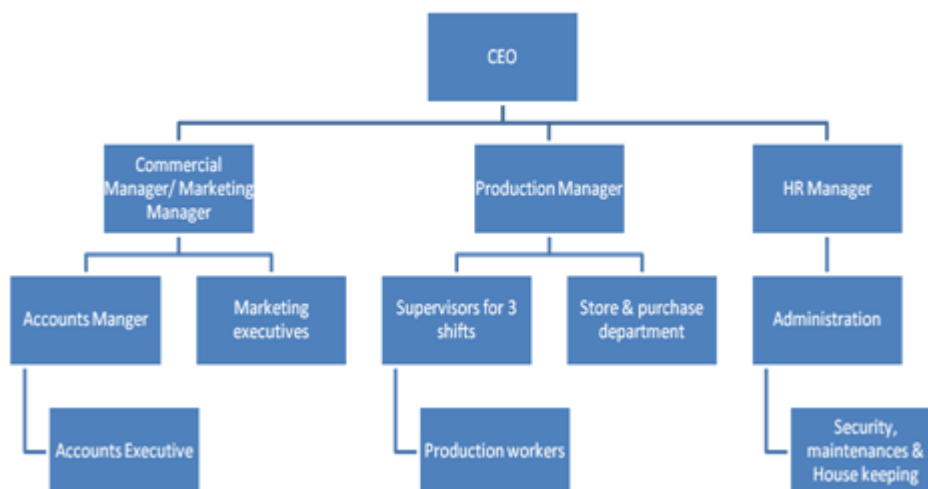 CEO
Commercial
Manager/ Marketing
Manager
Production Manager
HR Manager
Accounts Manger
Marketing
executives
Supervisors for 3
shifts
Store & purchase
department
Administration
Accounts Executive
Production workers
Security,
maintenances &
House keeping